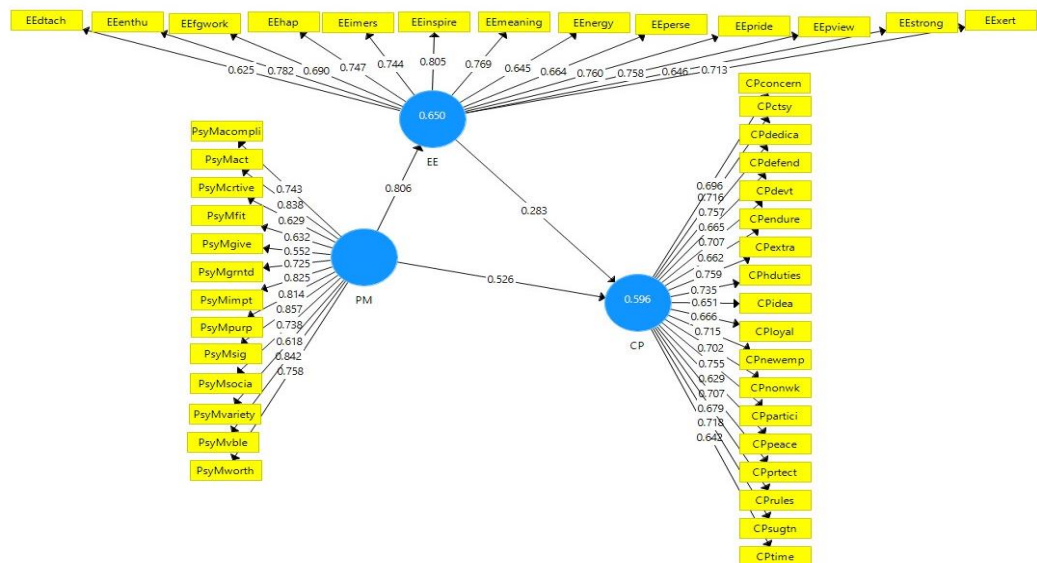 EEdtach
EEenthu
EEfgwork
EEhap
EEimers
EEinspire
EEmeaning
EEnergy
EEperse
EEpride
EEpview
EEstrong
EExert
0.625
0.782
0.690
0.747
0.744
0.805
0.769
0.645
0.664
0.760
0.758
0.646
0.713
0.650
EE
PsyMacompli
PsyMact
PsyMcrtive
PsyMfit
PsyMgive
PsyMgrntd
PsyMimpt
PsyMpurp
PsyMsig
PsyMsocia
PsyMvariety
PsyMvble
PsyMworth
0.743
0.838
0.629
0.632
0.552
0.725
0.825
0.814
0.857
0.738
0.618
0.842
0.758
PM
0.806
0.283
0.526
0.596
CP
0.696
0.716
0.757
0.665
0.707
0.662
0.759
0.735
0.651
0.666
0.715
0.702
0.755
0.629
0.707
0.679
0.718
0.642
CPconcern
CPctsy
CPdedica
CPdefend
CPdevt
CPendure
CPextra
CPhduties
CPidea
CPloyal
CPnewemp
CPnonwk
CPpartici
CPpeace
CPprtect
CPrules
CPsugtn
CPtime